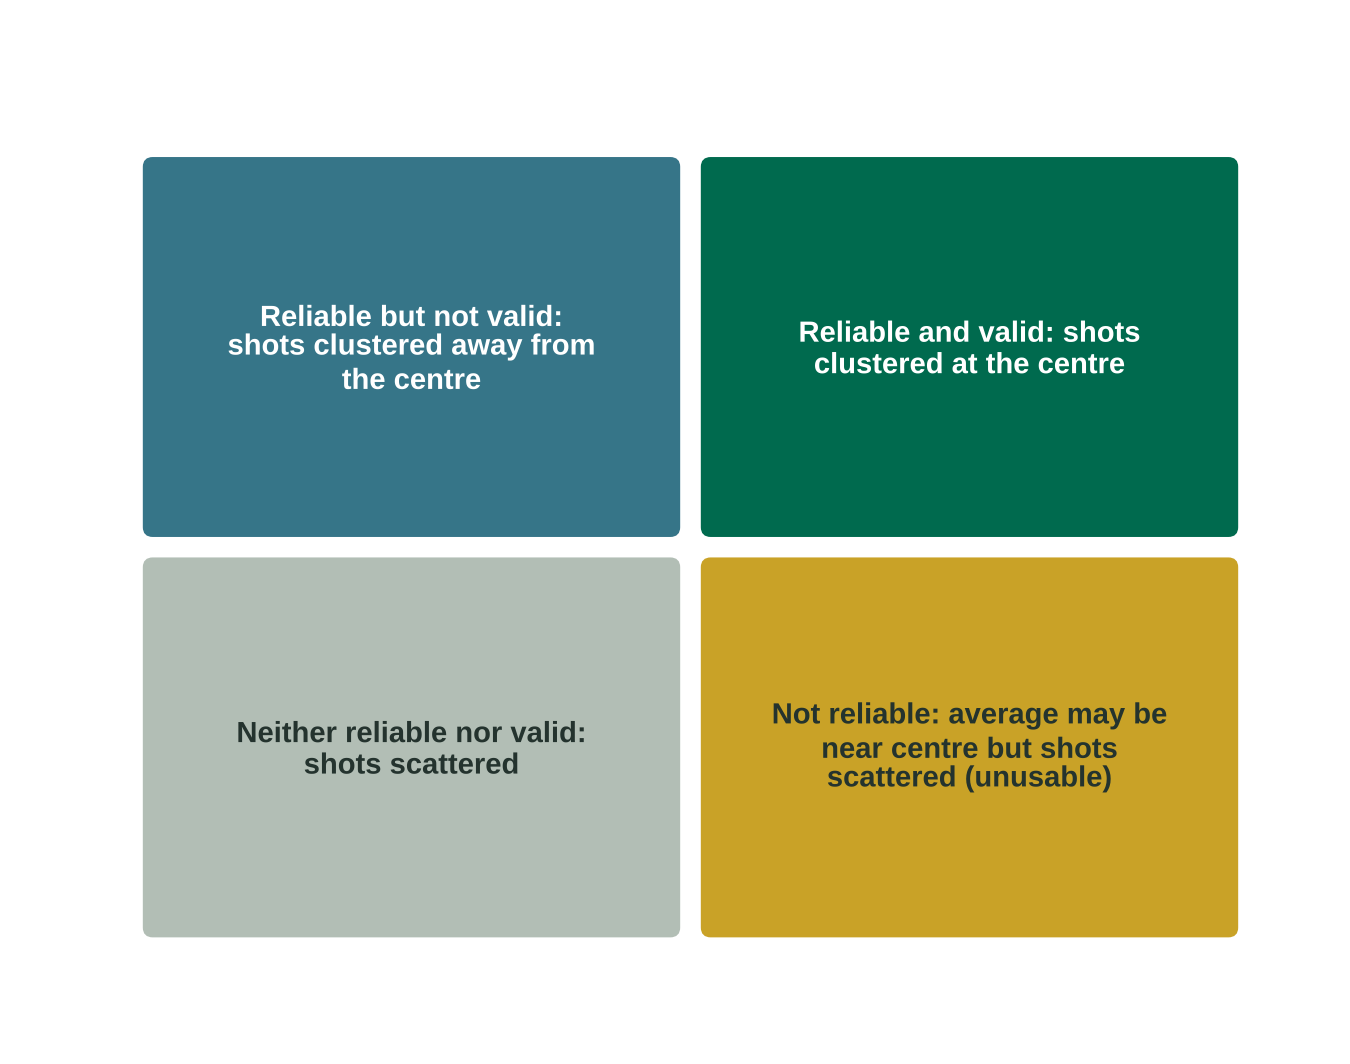 Reliable but not valid:
shots clustered away from
the centre
Reliable and valid: shots
clustered at the centre
Neither reliable nor valid:
shots scattered
Not reliable: average may be
near centre but shots
scattered (unusable)